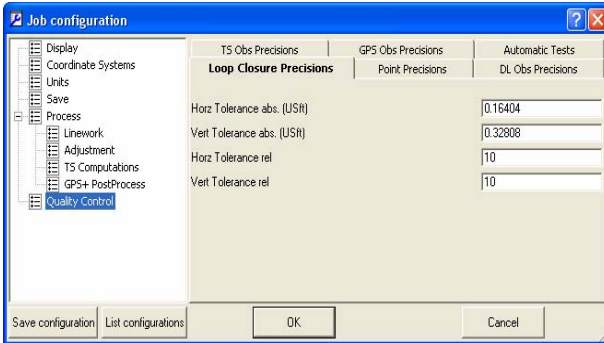 Job configuration
Display
Coordinate Systems
Units
Save
Process
Linework
Adjustment
TS Computations
GPS+ PostProcess
Quality Control
TS Obs Precisions
GPS Obs Precisions
Automatic Tests
Loop Closure Precisions
Point Precisions
DL Obs Precisions
Horz Tolerance abs. (USft)
0.16404
Vert Tolerance abs. (USft)
0.32808
Horz Tolerance rel
10
Vert Tolerance rel
10
Save configuration
List configurations
OK
Cancel